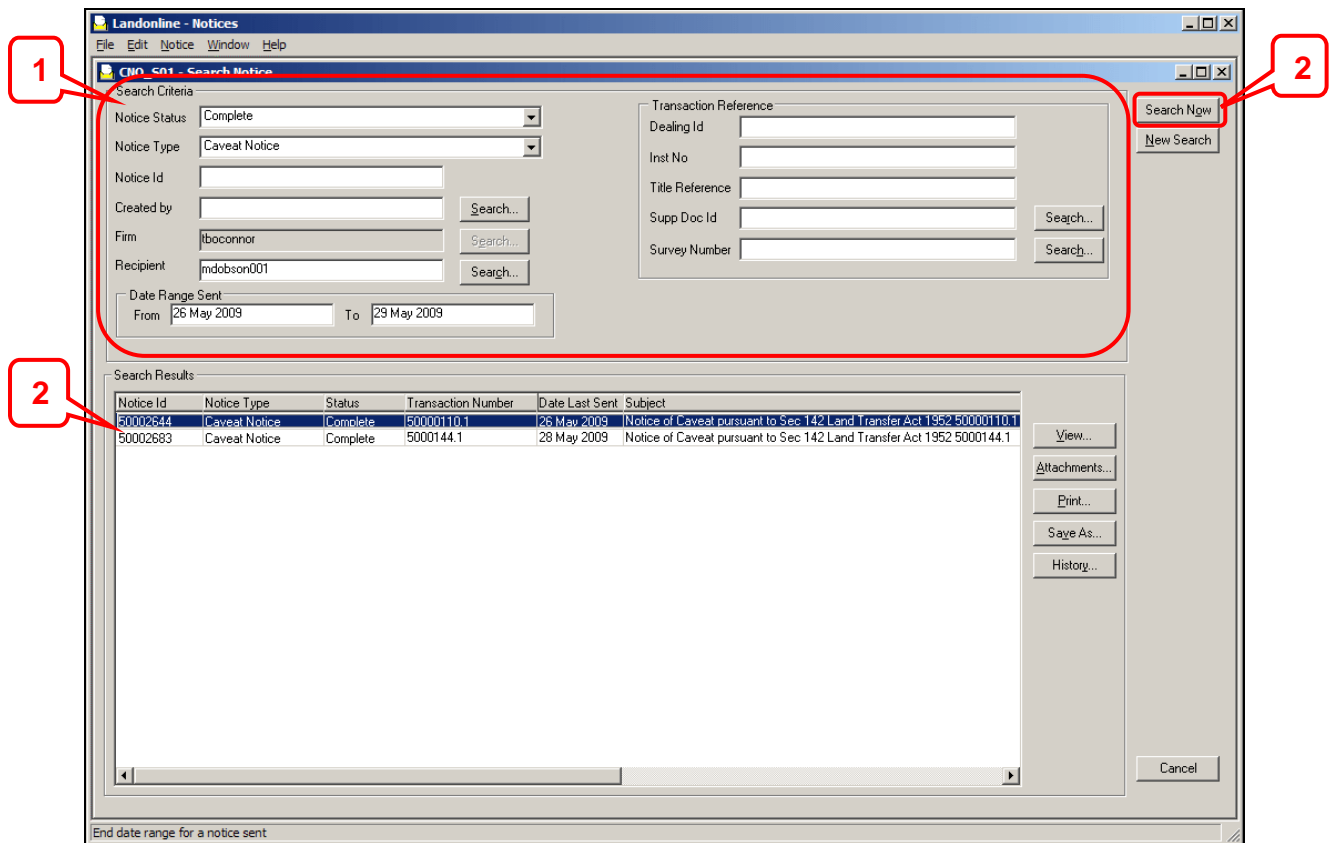 Landonline - Notices
File Edit Notice Window Help
1
2
CNO_S01 - Search Notice
Search Criteria
Notice Status Complete
Notice Type Caveat Notice
Notice Id
Created by Search...
Firm tboconnor Search...
Recipient mdobson001 Search...
Date Range Sent
From 26 May 2009 To 29 May 2009
Transaction Reference
Dealing Id
Inst No
Title Reference
Supp Doc Id Search...
Survey Number Search...
Search Now
New Search
2
Search Results
Notice Id Notice Type Status Transaction Number Date Last Sent Subject
50002644 Caveat Notice Complete 50000110.1 26 May 2009 Notice of Caveat pursuant to Sec 142 Land Transfer Act 1952 50000110.1
50002683 Caveat Notice Complete 5000144.1 28 May 2009 Notice of Caveat pursuant to Sec 142 Land Transfer Act 1952 5000144.1
View...
Attachments...
Print...
Save As...
History...
Cancel
End date range for a notice sent